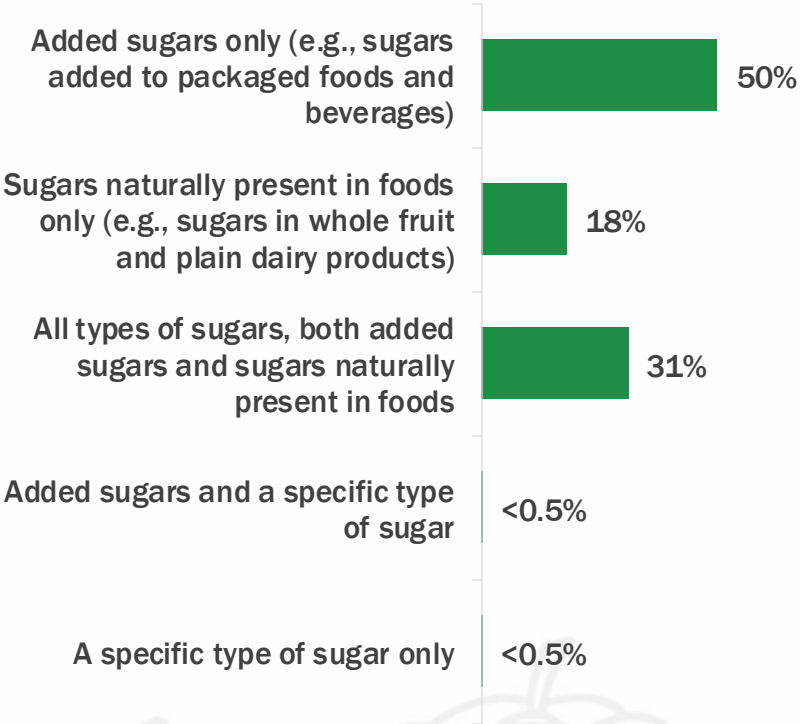 Added sugars only (e.g., sugars
added to packaged foods and
beverages)
50%
Sugars naturally present in foods
only (e.g., sugars in whole fruit
and plain dairy products)
18%
All types of sugars, both added
sugars and sugars naturally
present in foods
31%
Added sugars and a specific type
of sugar
<0.5%
A specific type of sugar only
<0.5%